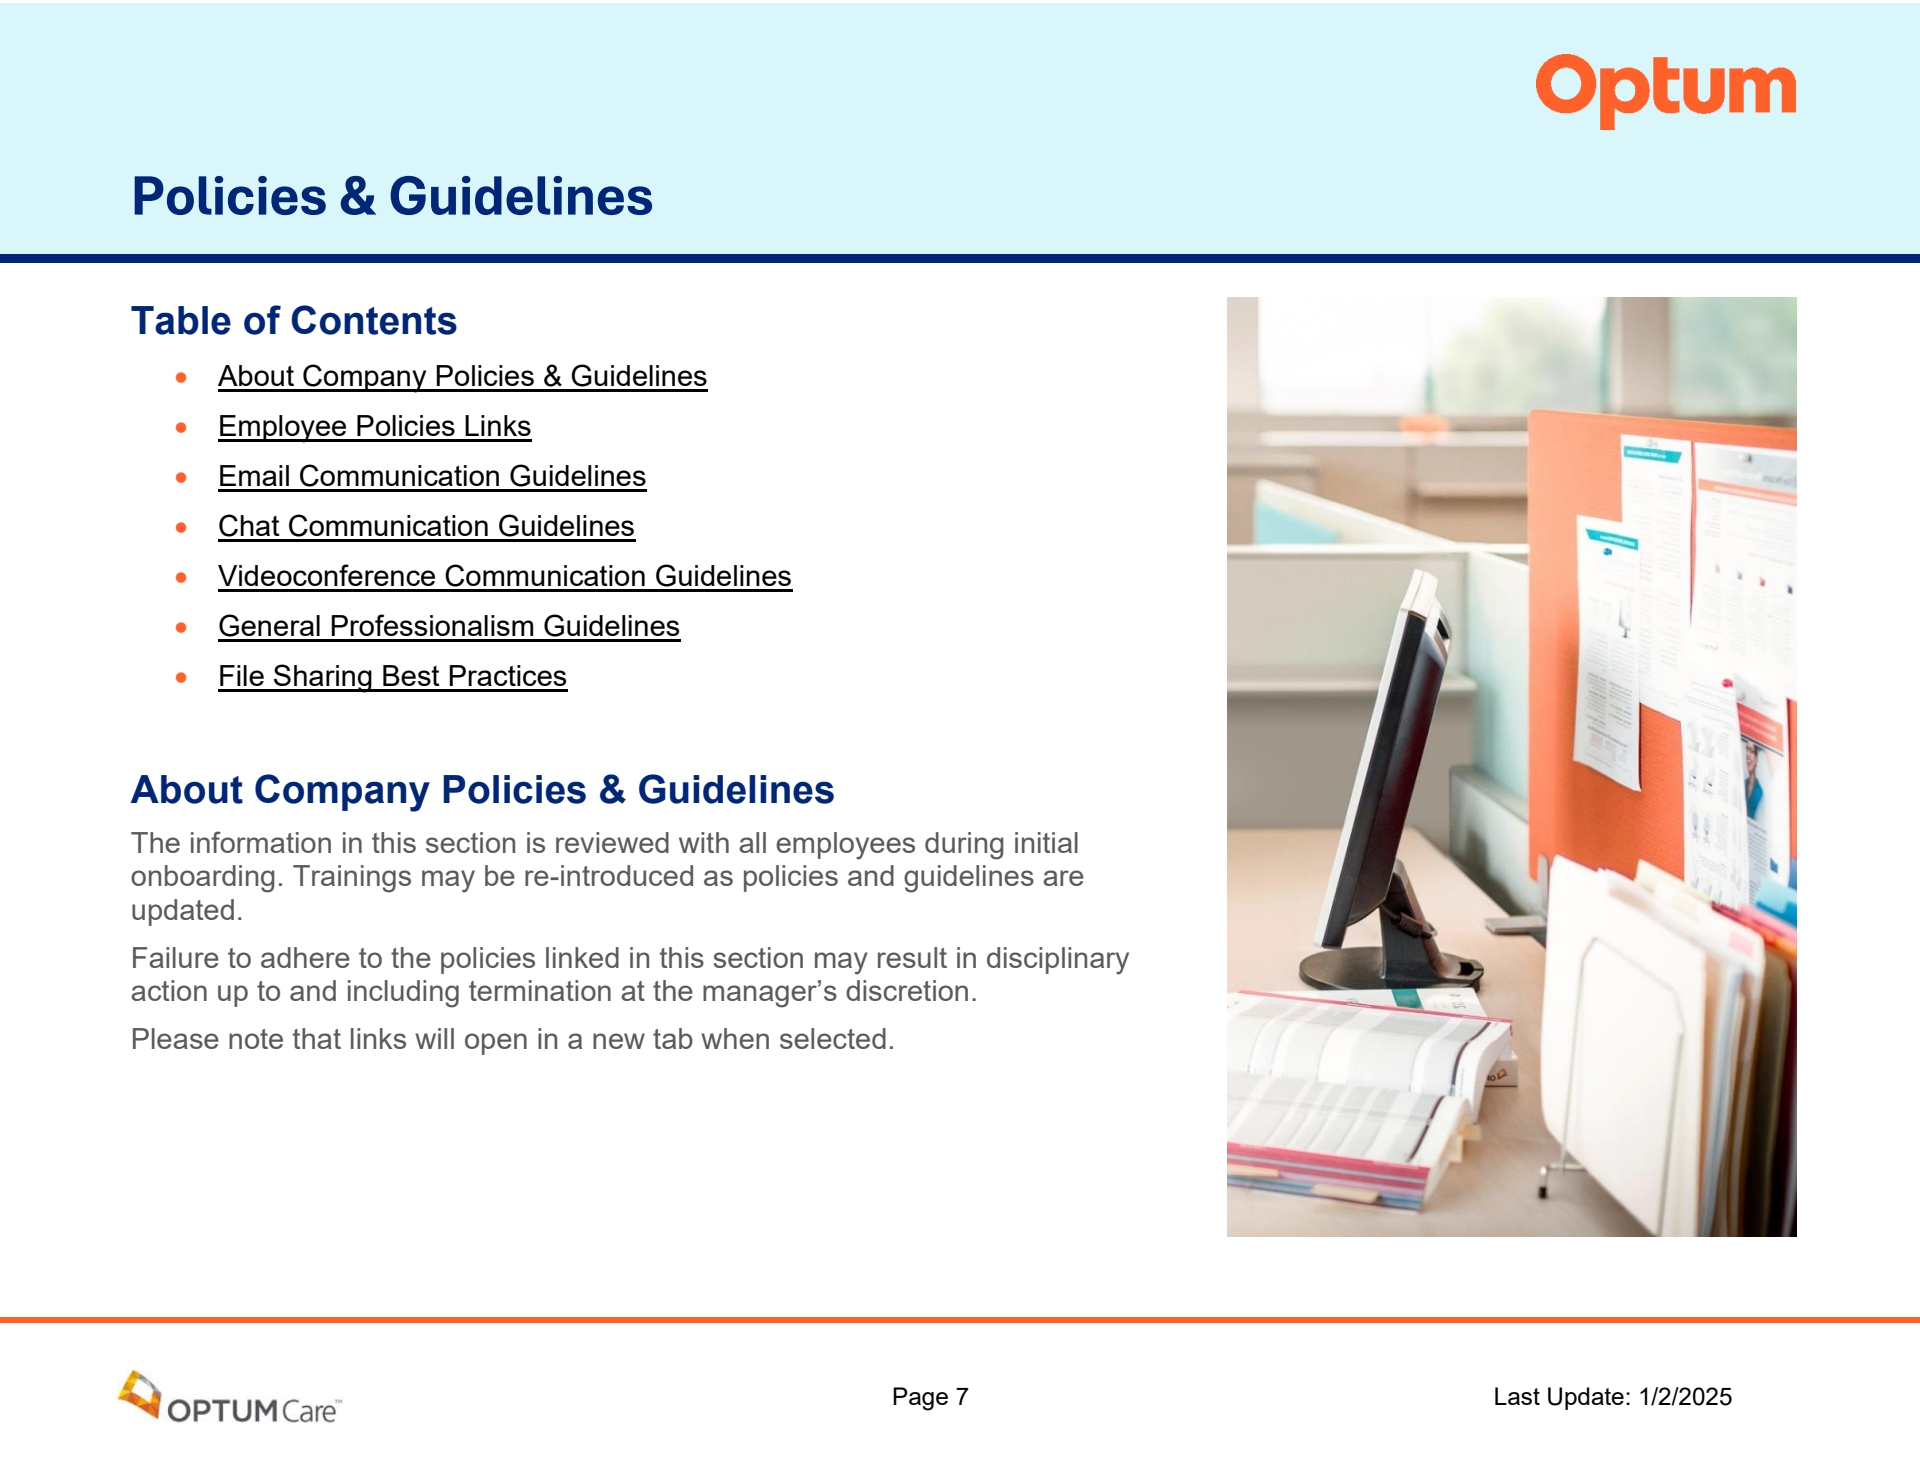 Optum
Policies & Guidelines
Table of Contents
• About Company Policies & Guidelines
• Employee Policies Links
• Email Communication Guidelines
• Chat Communication Guidelines
• Videoconference Communication Guidelines
• General Professionalism Guidelines
• File Sharing Best Practices
About Company Policies & Guidelines
The information in this section is reviewed with all employees during initial
onboarding. Trainings may be re-introduced as policies and guidelines are
updated.
Failure to adhere to the policies linked in this section may result in disciplinary
action up to and including termination at the manager’s discretion.
Please note that links will open in a new tab when selected.
OPTUMCare™
Page 7
Last Update: 1/2/2025